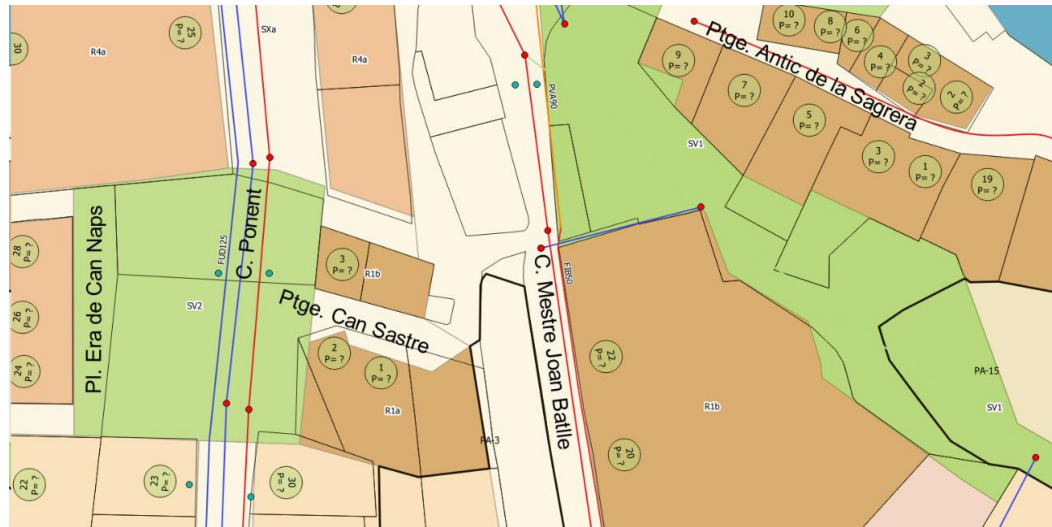 30
R4a
25
P= ?
SXa
R4a
PVA90
Ptge. Antic de la Sagrera
10
P= ?
8
P= ?
6
P= ?
4
P= ?
3
P= ?
2
P= ?
2
P= ?
9
P= ?
7
P= ?
5
P= ?
3
P= ?
1
P= ?
19
P= ?
SV1
Pl. Era de Can Naps
C. Ponent
FUD125
SV2
28
P= ?
26
P= ?
24
P= ?
3
P= ?
R1b
Ptge. Can Sastre
2
P= ?
1
P= ?
R1a
PA-3
C. Mestre Joan Batlle
FIB50
22
P= ?
20
P= ?
R1b
PA-15
SV1
22
P= ?
23
P= ?
30
P= ?